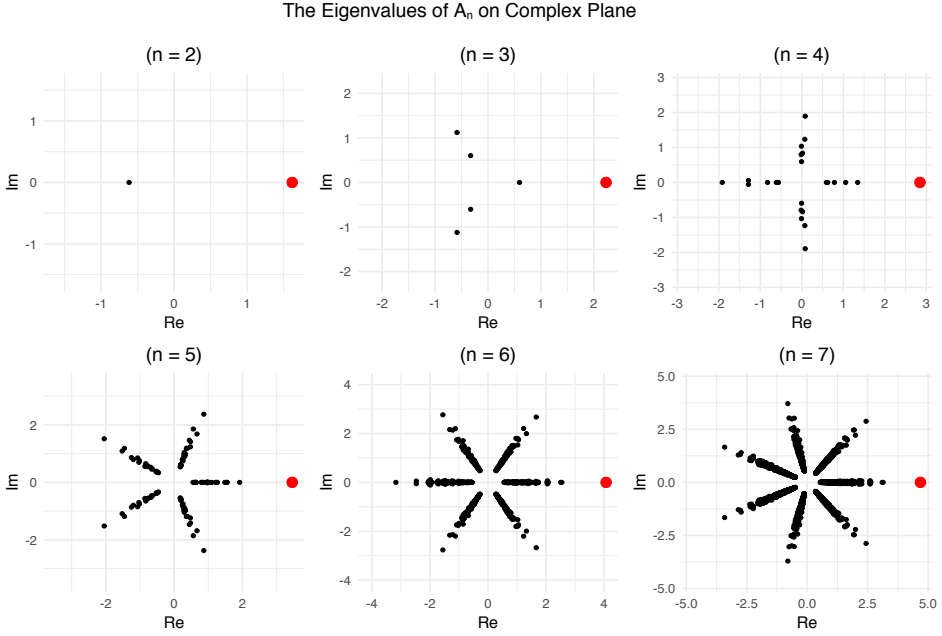 The Eigenvalues of Aₙ on Complex Plane
(n = 2)
(n = 3)
(n = 4)
1
0
-1
Im
-1
0
1
Re
2
1
0
-1
-2
Im
-2
-1
0
1
2
Re
3
2
1
0
-1
-2
-3
Im
-3
-2
-1
0
1
2
3
Re
(n = 5)
(n = 6)
(n = 7)
2
0
-2
Im
-2
0
2
Re
4
2
0
-2
-4
Im
-4
-2
0
2
4
Re
5.0
2.5
0.0
-2.5
-5.0
Im
-5.0
-2.5
0.0
2.5
5.0
Re